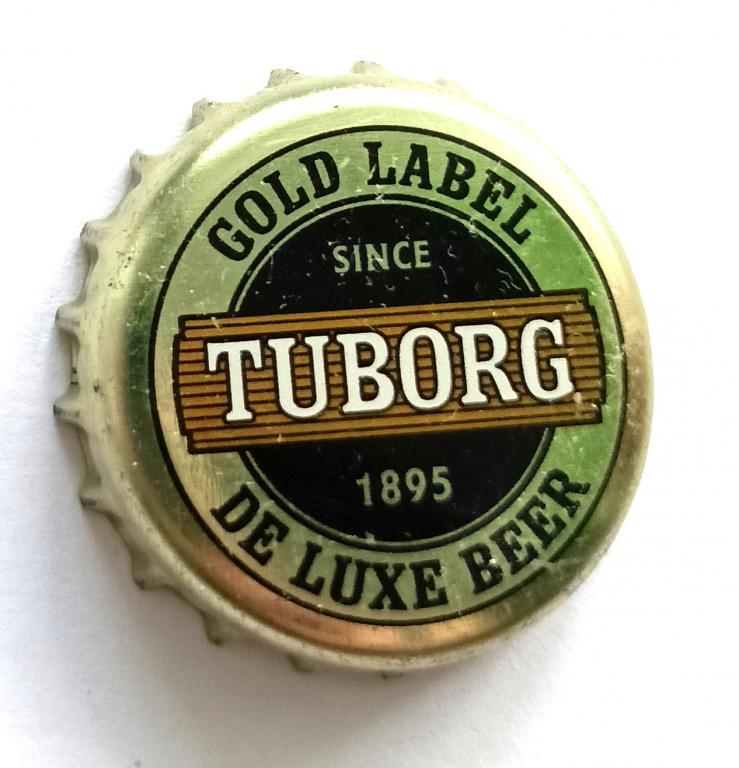 GOLD LABEL
SINCE
TUBORG
1895
DE LUXE BEER